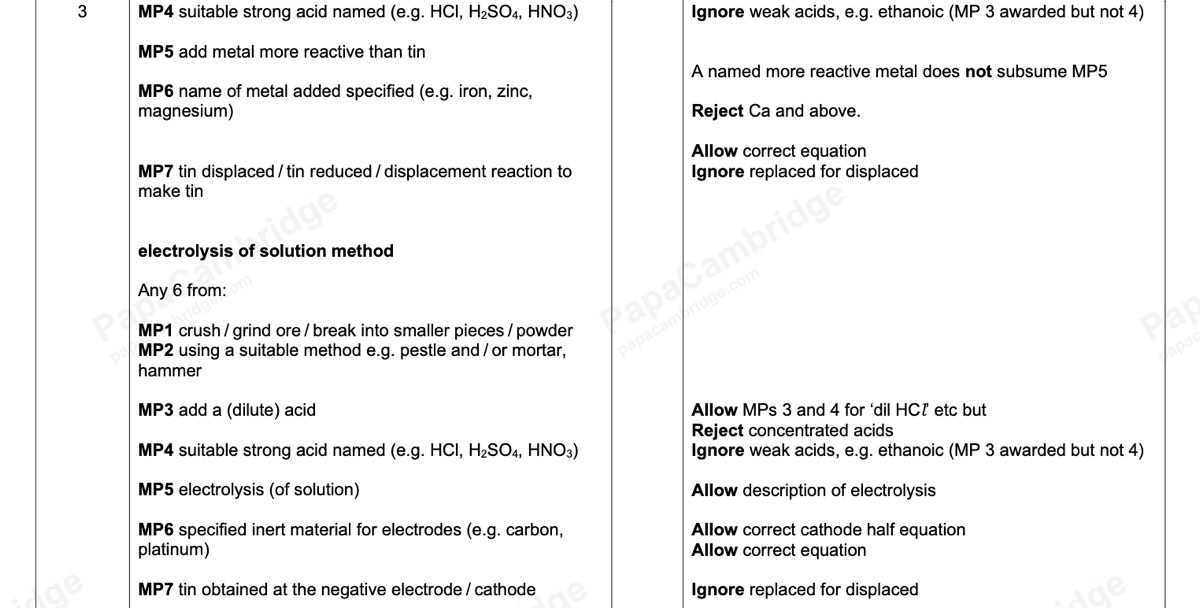 3
MP4 suitable strong acid named (e.g. HCl, H₂SO₄, HNO₃)
Ignore weak acids, e.g. ethanoic (MP 3 awarded but not 4)
MP5 add metal more reactive than tin
A named more reactive metal does not subsume MP5
MP6 name of metal added specified (e.g. iron, zinc,
magnesium)
Reject Ca and above.
Allow correct equation
MP7 tin displaced / tin reduced / displacement reaction to
make tin
Ignore replaced for displaced
electrolysis of solution method
Any 6 from:
MP1 crush / grind ore / break into smaller pieces / powder
MP2 using a suitable method e.g. pestle and / or mortar,
hammer
MP3 add a (dilute) acid
Allow MPs 3 and 4 for ‘dil HCl’ etc but
Reject concentrated acids
MP4 suitable strong acid named (e.g. HCl, H₂SO₄, HNO₃)
Ignore weak acids, e.g. ethanoic (MP 3 awarded but not 4)
MP5 electrolysis (of solution)
Allow description of electrolysis
MP6 specified inert material for electrodes (e.g. carbon,
platinum)
Allow correct cathode half equation
Allow correct equation
MP7 tin obtained at the negative electrode / cathode
Ignore replaced for displaced
PapaCambridge
papacambridge.com
PapaCambridge
papacambridge.com